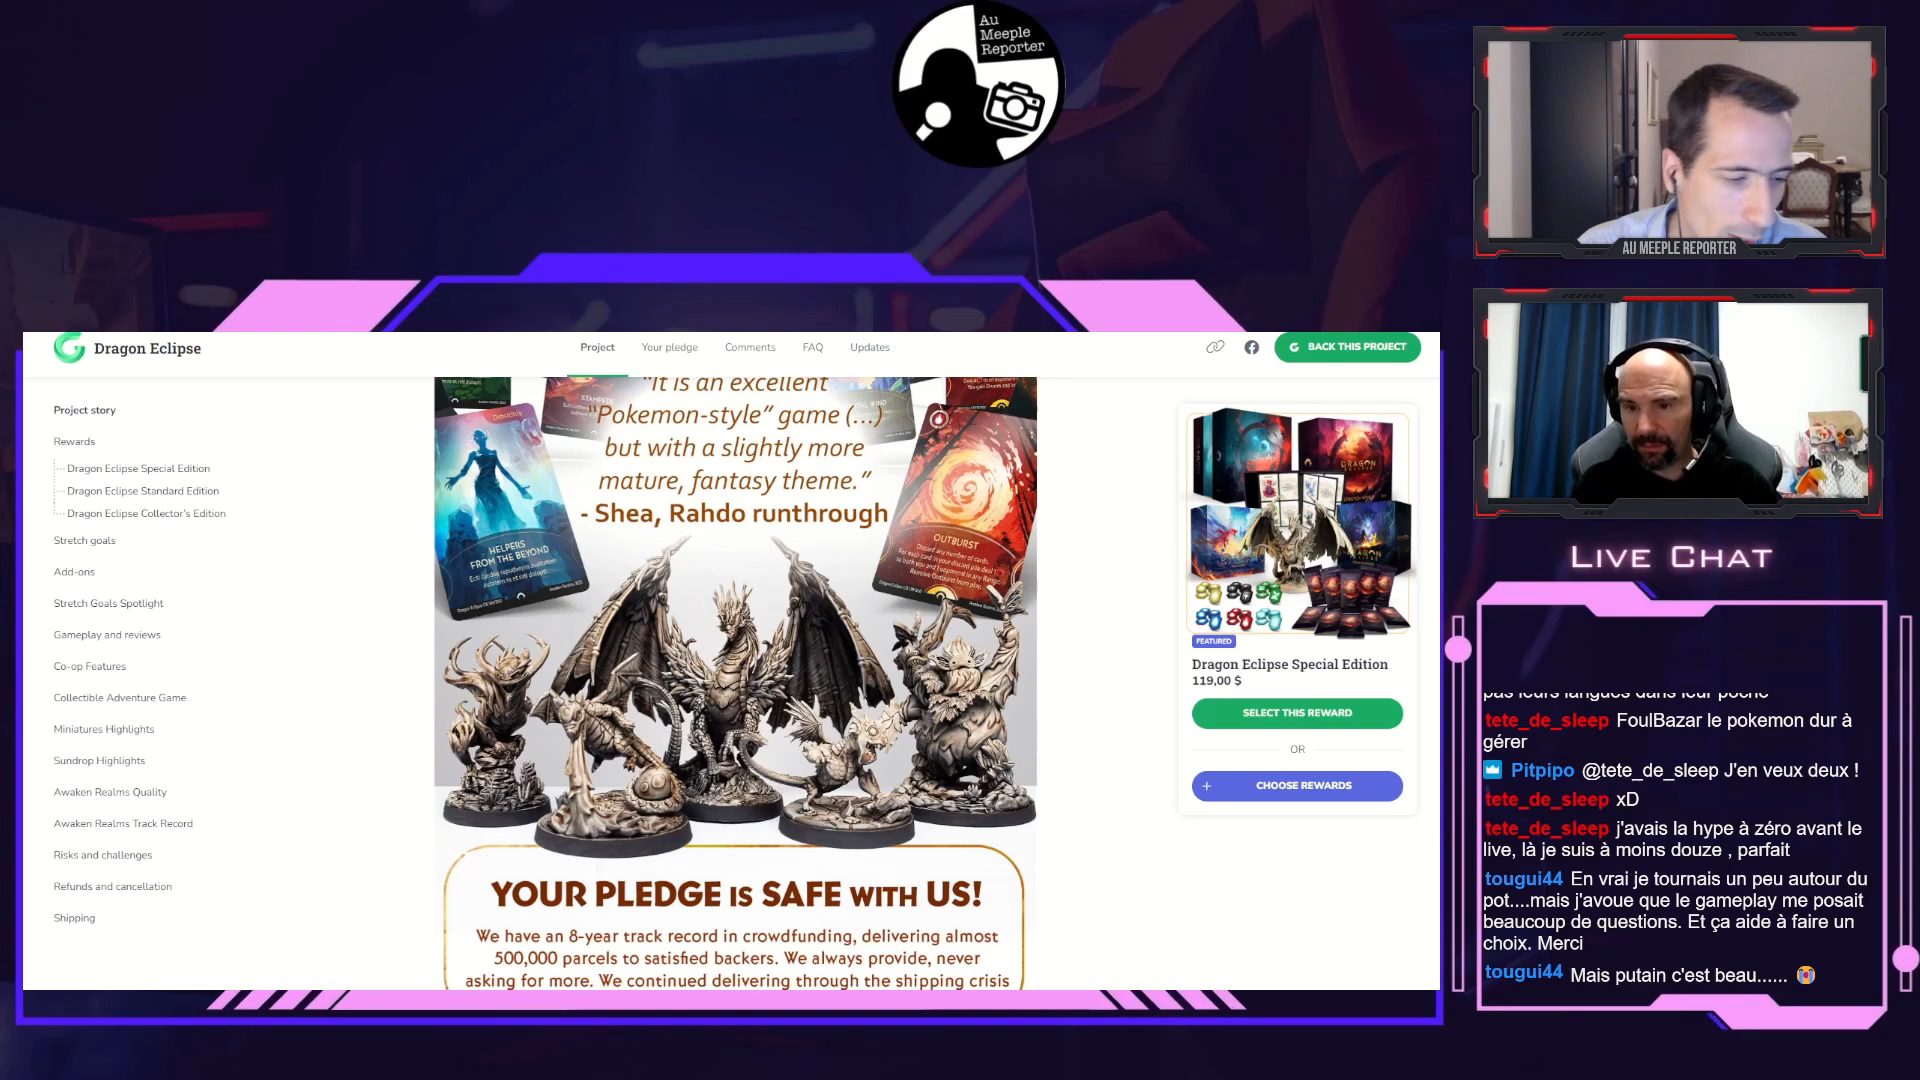 Au
Meeple
Reporter
AU MEEPLE REPORTER
Dragon Eclipse
Project
Your pledge
Comments
FAQ
Updates
BACK THIS PROJECT
Project story
Rewards
Dragon Eclipse Special Edition
Dragon Eclipse Standard Edition
Dragon Eclipse Collector's Edition
Stretch goals
Add-ons
Stretch Goals Spotlight
Gameplay and reviews
Co-op Features
Collectible Adventure Game
Miniatures Highlights
Sundrop Highlights
Awaken Realms Quality
Awaken Realms Track Record
Risks and challenges
Refunds and cancellation
Shipping
"It is an excellent
"Pokemon-style" game (...)
but with a slightly more
mature, fantasy theme."
- Shea, Rahdo runthrough
STAMPEDE
HELPERS
FROM THE BEYOND
OUTBURST
YOUR PLEDGE IS SAFE WITH US!
We have an 8-year track record in crowdfunding, delivering almost
500,000 parcels to satisfied backers. We always provide, never
asking for more. We continued delivering through the shipping crisis
DRAGON
ECLIPSE
FEATURED
Dragon Eclipse Special Edition
119,00 $
SELECT THIS REWARD
OR
+ CHOOSE REWARDS
LIVE CHAT
pas leurs langues dans leur poche
tete_de_sleep FoulBazar le pokemon dur à
gérer
Pitpipo @tete_de_sleep J'en veux deux !
tete_de_sleep xD
tete_de_sleep j'avais la hype à zéro avant le
live, là je suis à moins douze , parfait
tougui44 En vrai je tournais un peu autour du
pot....mais j'avoue que le gameplay me posait
beaucoup de questions. Et ça aide à faire un
choix. Merci
tougui44 Mais putain c'est beau...... 😭